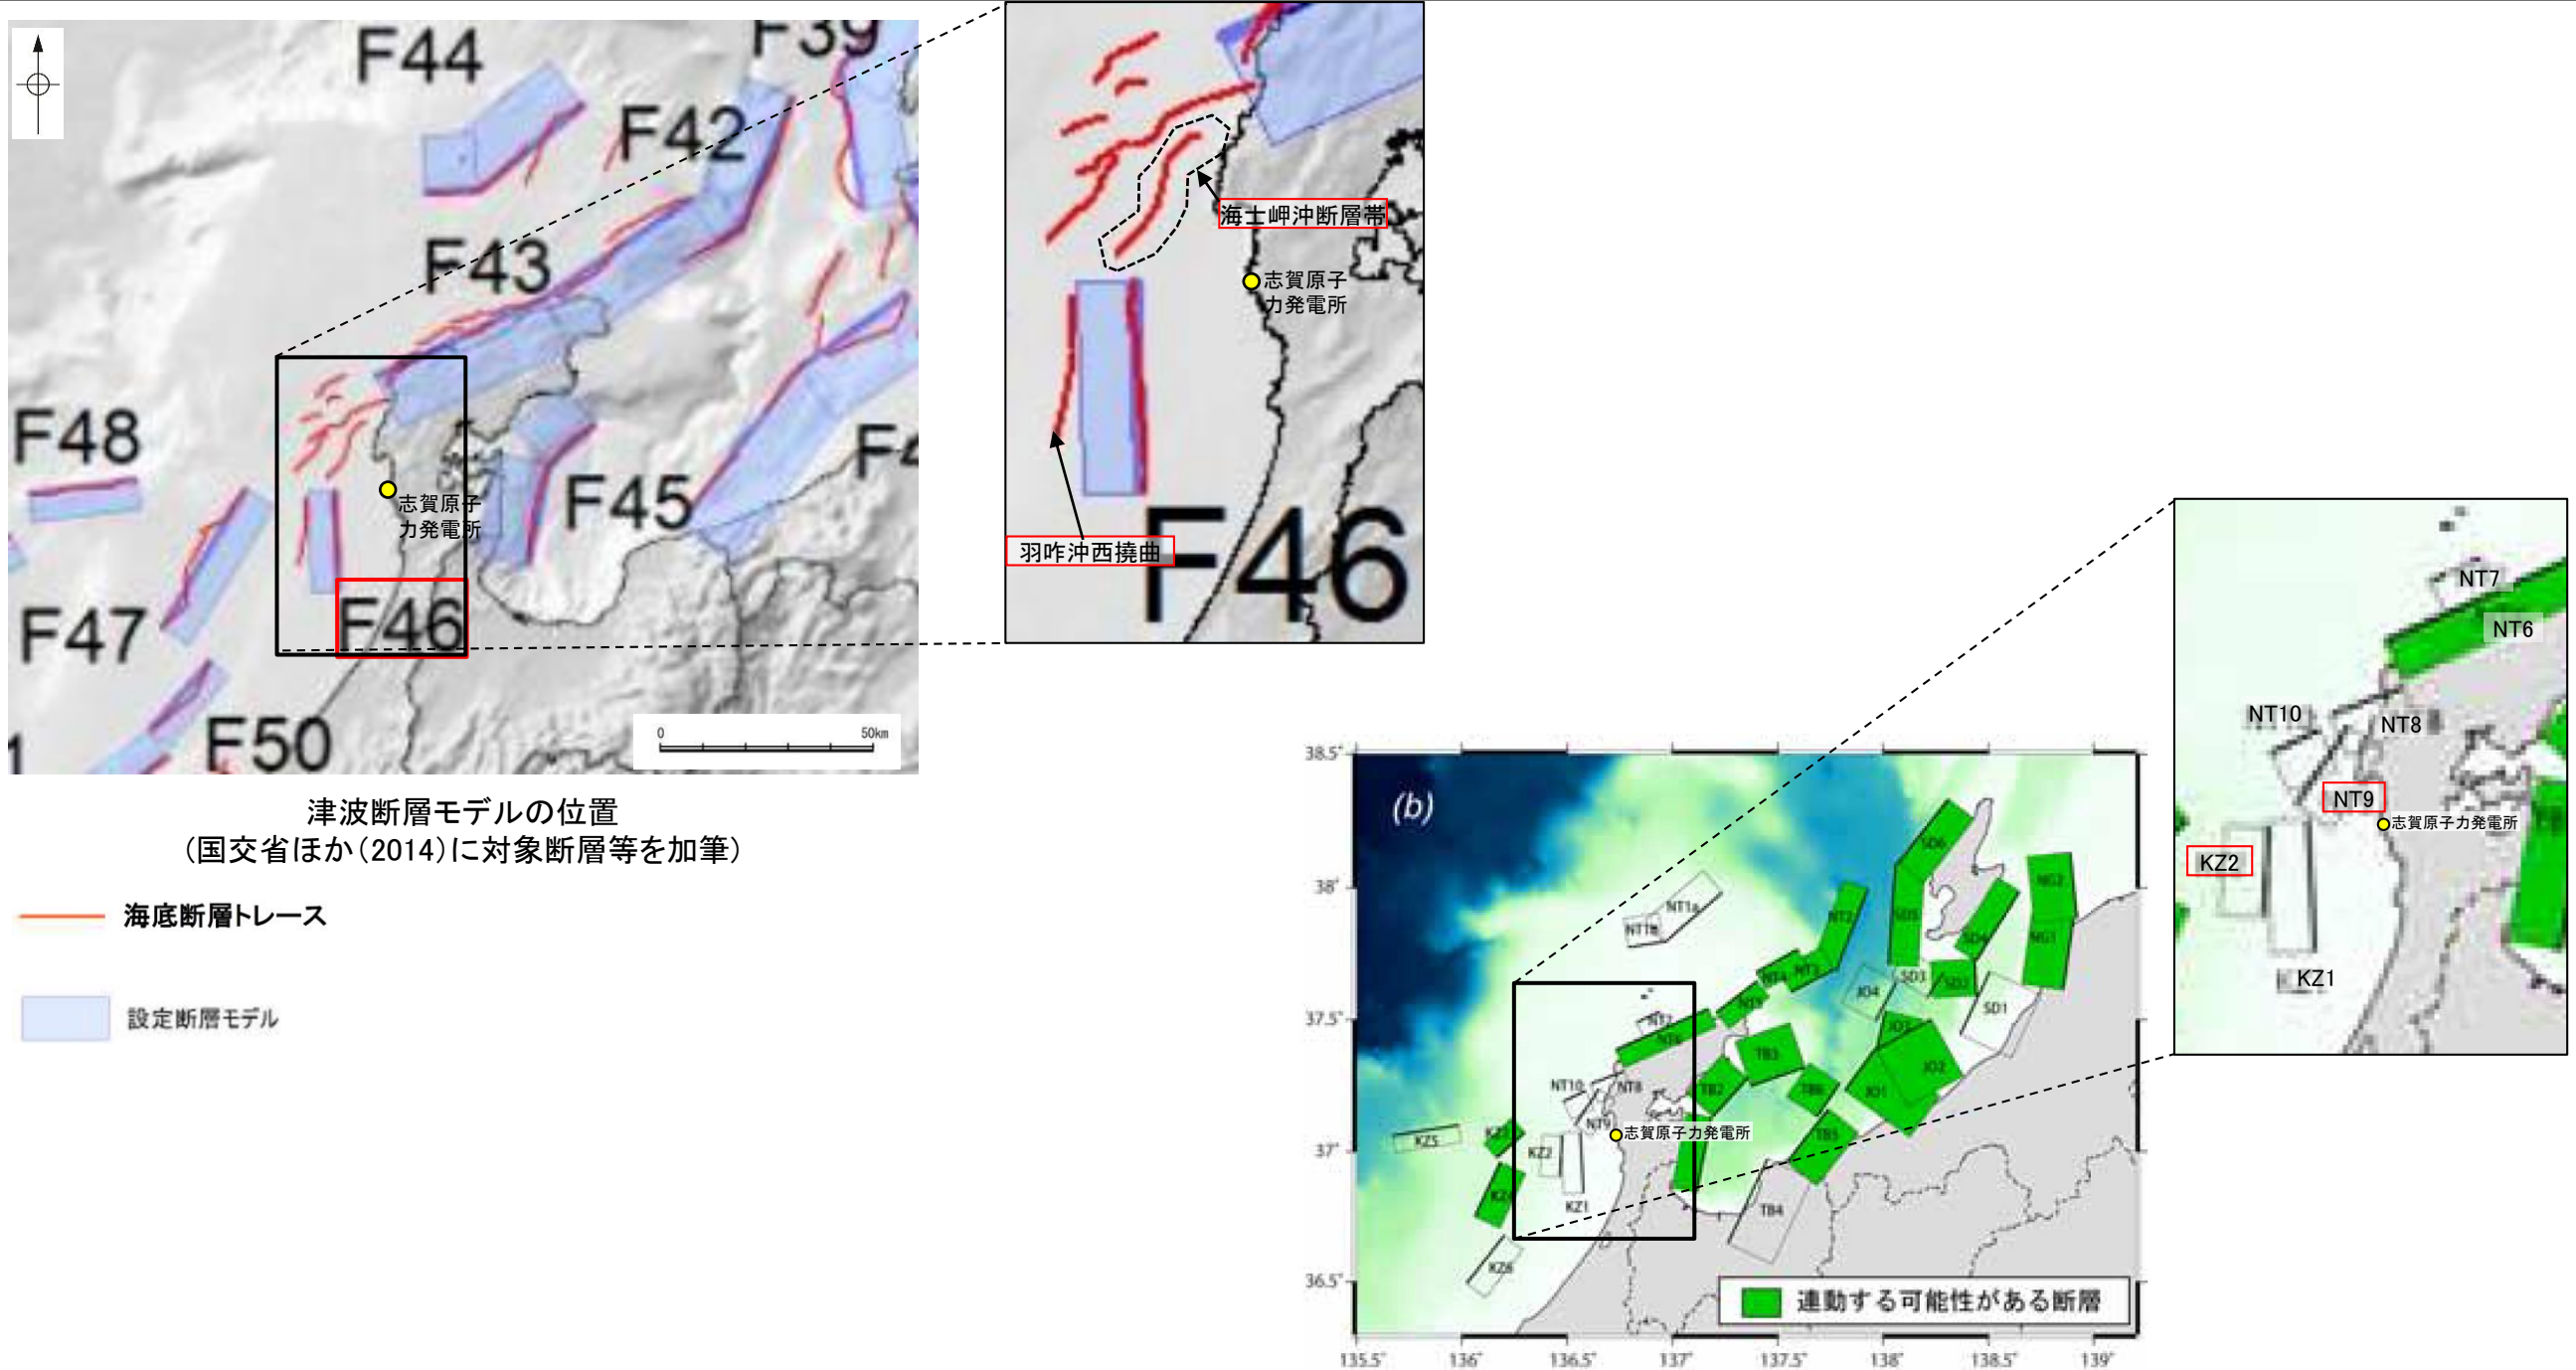 F44
F39
F42
F43
F48
F45
F4
志賀原子
力発電所
F47
F46
F50
1
0
50km
津波断層モデルの位置
(国交省ほか(2014)に対象断層等を加筆)
海底断層トレース
設定断層モデル
海士岬沖断層帯
志賀原子
力発電所
羽咋沖西撓曲
F46
NT7
NT6
NT10
NT8
NT9
志賀原子力発電所
KZ2
KZ1
(b)
38.5°
38°
37.5°
37°
36.5°
135.5°
136°
136.5°
137°
137.5°
138°
138.5°
139°
SD6
NG2
NT1a
NT2
SD5
SD4
NG1
NT4
NT3
SD3
SD2
JO4
SD1
NT5
NT7
NT6
JO3
TB3
JO2
NT10
NT8
TB2
TB6
JO1
NT9
志賀原子力発電所
KZ5
KZ3
KZ2
TB5
KZ4
KZ1
TB4
KZ6
連動する可能性がある断層